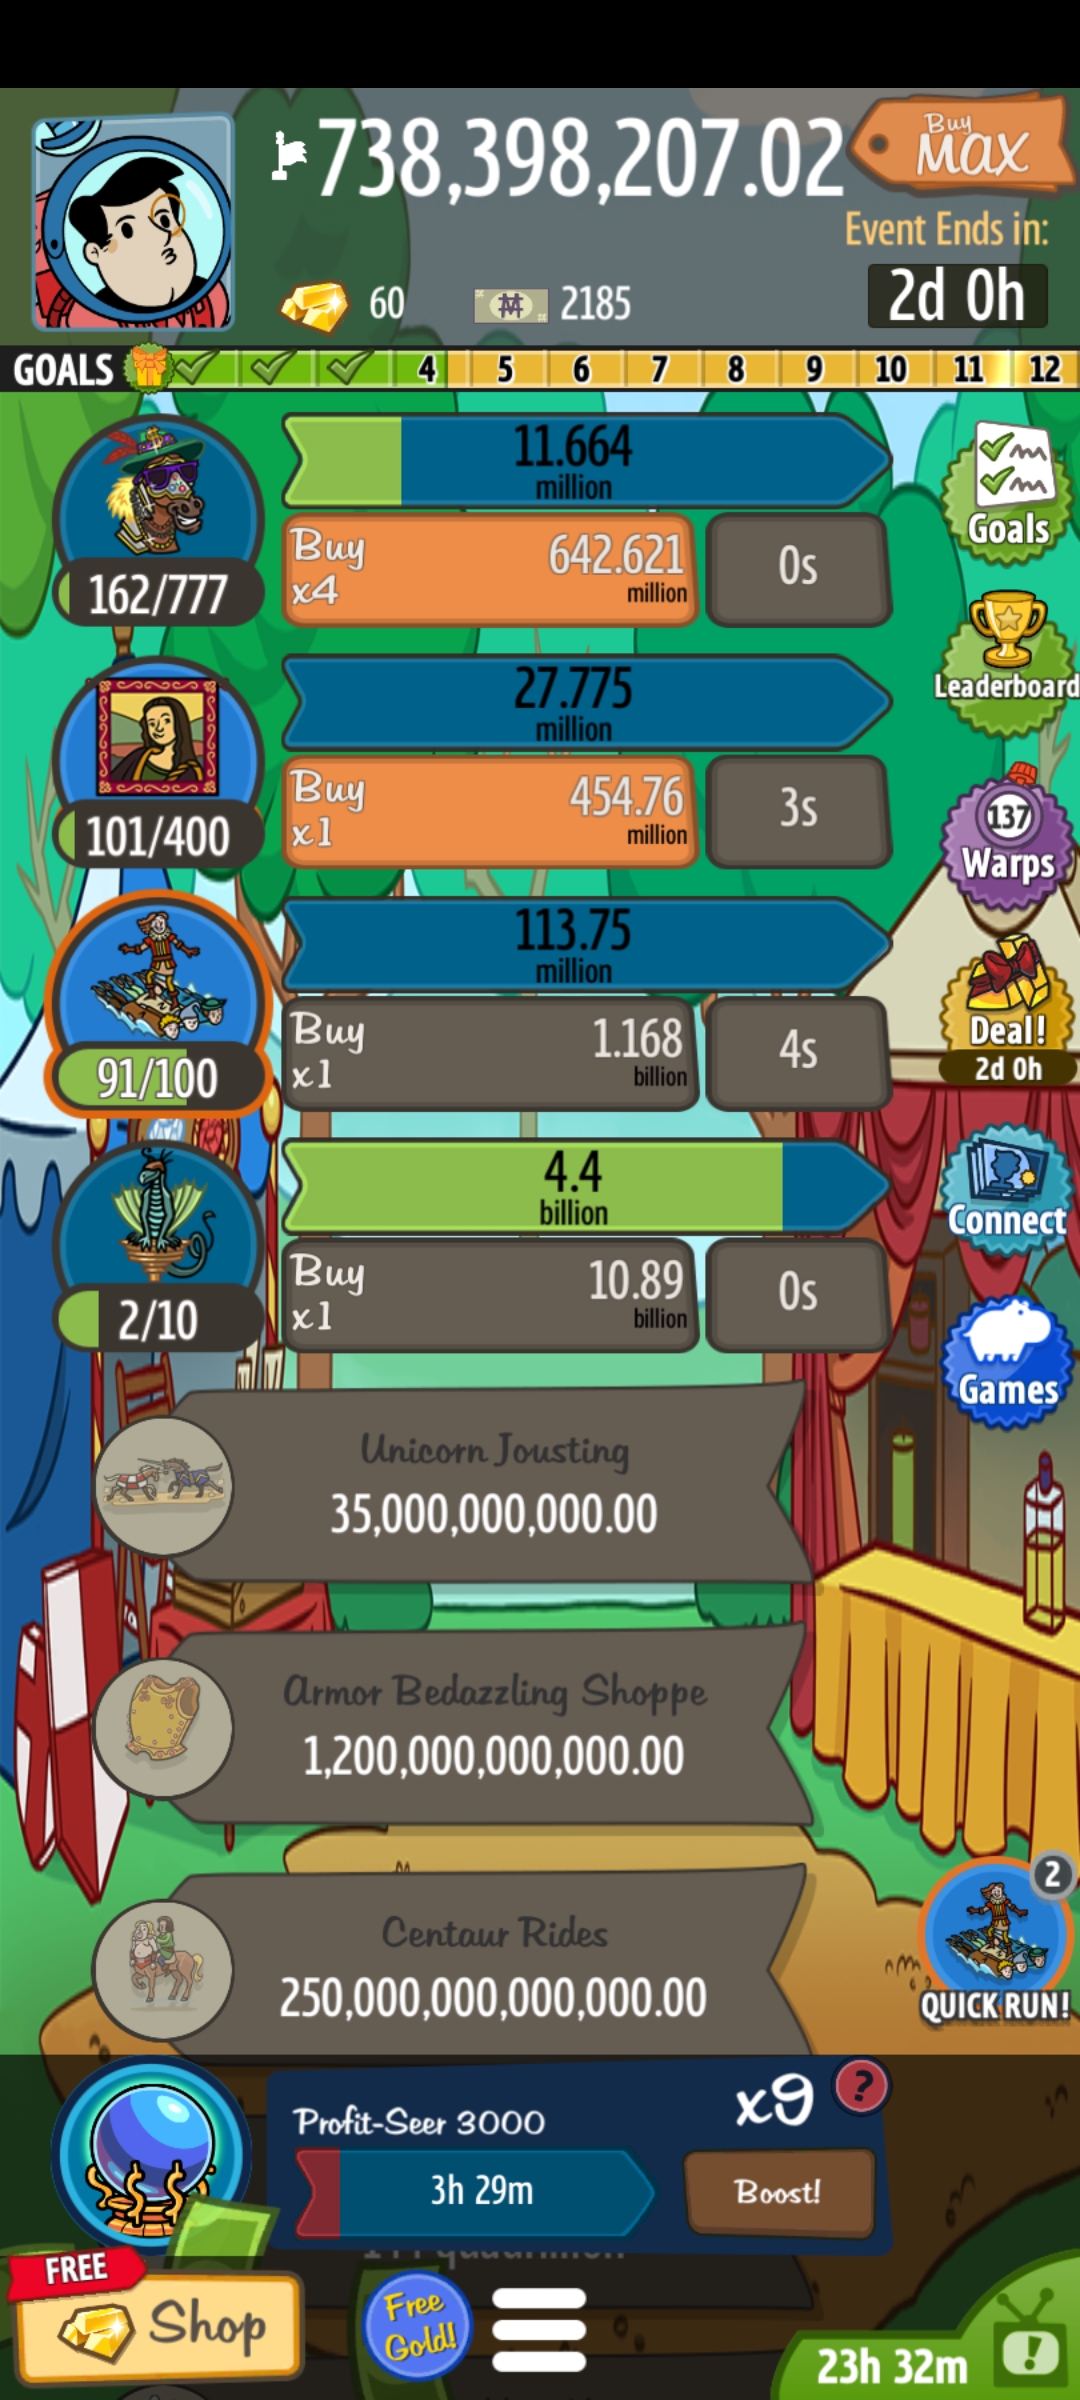 738,398,207.02
Buy
MAX
Event Ends in:
2d 0h
60
2185
GOALS 4 5 6 7 8 9 10 11 12
11.664
million
Buy
x4
642.621
million
0s
162/777
Goals
Leaderboard
27.775
million
Buy
x1
454.76
million
3s
101/400
137
Warps
113.75
million
Buy
x1
1.168
billion
4s
91/100
Deal!
2d 0h
4.4
billion
Buy
x1
10.89
billion
0s
2/10
Connect
Games
Unicorn Jousting
35,000,000,000.00
Armor Bedazzling Shoppe
1,200,000,000,000.00
Centaur Rides
250,000,000,000,000.00
2
QUICK RUN!
Profit-Seer 3000
x9
?
3h 29m
Boost!
FREE
Shop
Free
Gold!
23h 32m
!